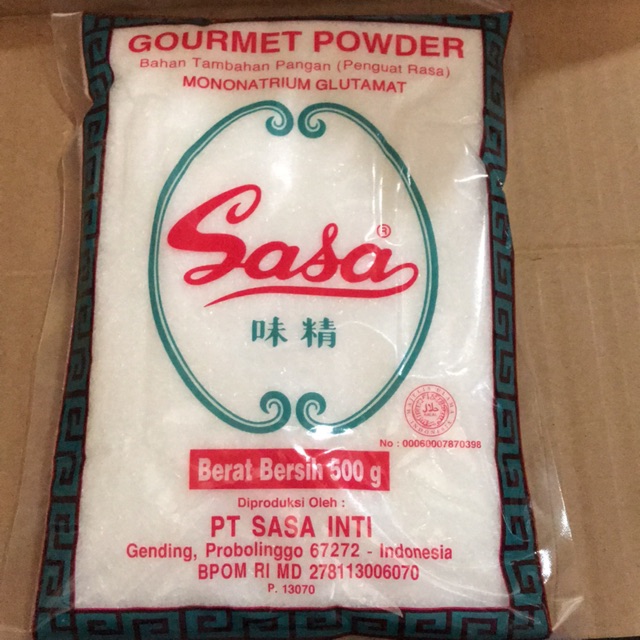 GOURMET POWDER
Bahan Tambahan Pangan (Penguat Rasa)
MONONATRIUM GLUTAMAT
Sasa®
味精
حلال
No : 00060007870398
Berat Bersih 500 g
Diproduksi Oleh :
PT SASA INTI
Gending, Probolinggo 67272 - Indonesia
BPOM RI MD 278113006070
P. 13070